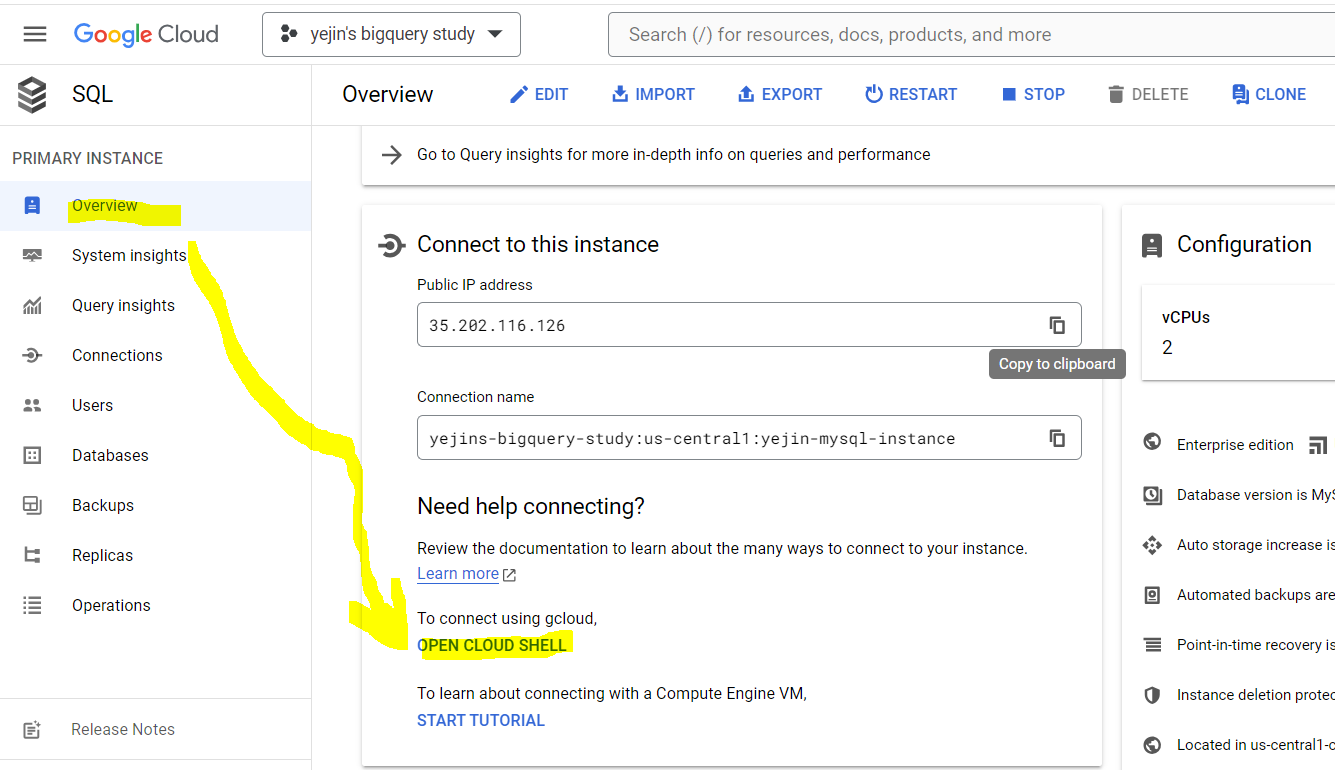 Google Cloud
yejin's bigquery study
Search (/) for resources, docs, products, and more
SQL
Overview
EDIT
IMPORT
EXPORT
RESTART
STOP
DELETE
CLONE
PRIMARY INSTANCE
Overview
System insights
Query insights
Connections
Users
Databases
Backups
Replicas
Operations
Release Notes
Go to Query insights for more in-depth info on queries and performance
Connect to this instance
Public IP address
35.202.116.126
Copy to clipboard
Connection name
yejins-bigquery-study:us-central1:yejin-mysql-instance
Need help connecting?
Review the documentation to learn about the many ways to connect to your instance.
Learn more
To connect using gcloud,
OPEN CLOUD SHELL
To learn about connecting with a Compute Engine VM,
START TUTORIAL
Configuration
vCPUs
2
Enterprise edition
Database version is MyS
Auto storage increase is
Automated backups are
Point-in-time recovery is
Instance deletion protec
Located in us-central1-c